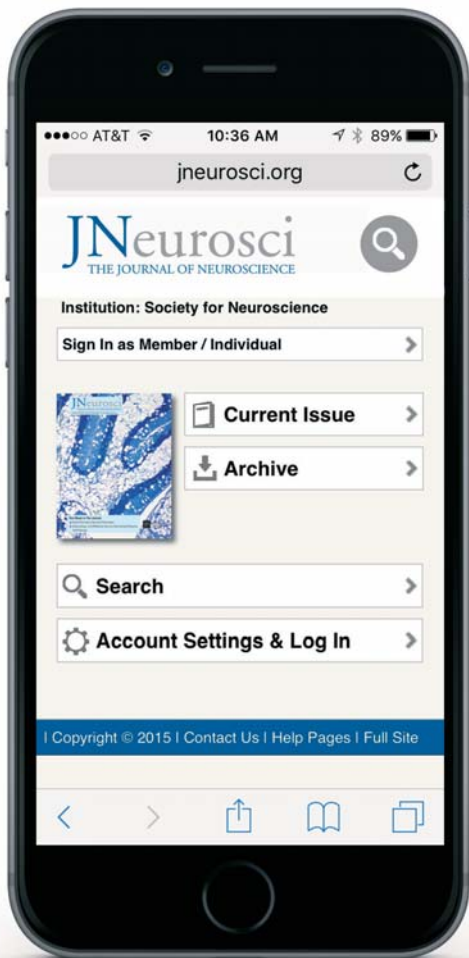 AT&T 10:36 AM 89%
jneurosci.org
JNeurosci
THE JOURNAL OF NEUROSCIENCE
Institution: Society for Neuroscience
Sign In as Member / Individual
JNeurosci
Current Issue
Archive
Search
Account Settings & Log In
| Copyright © 2015 | Contact Us | Help Pages | Full Site